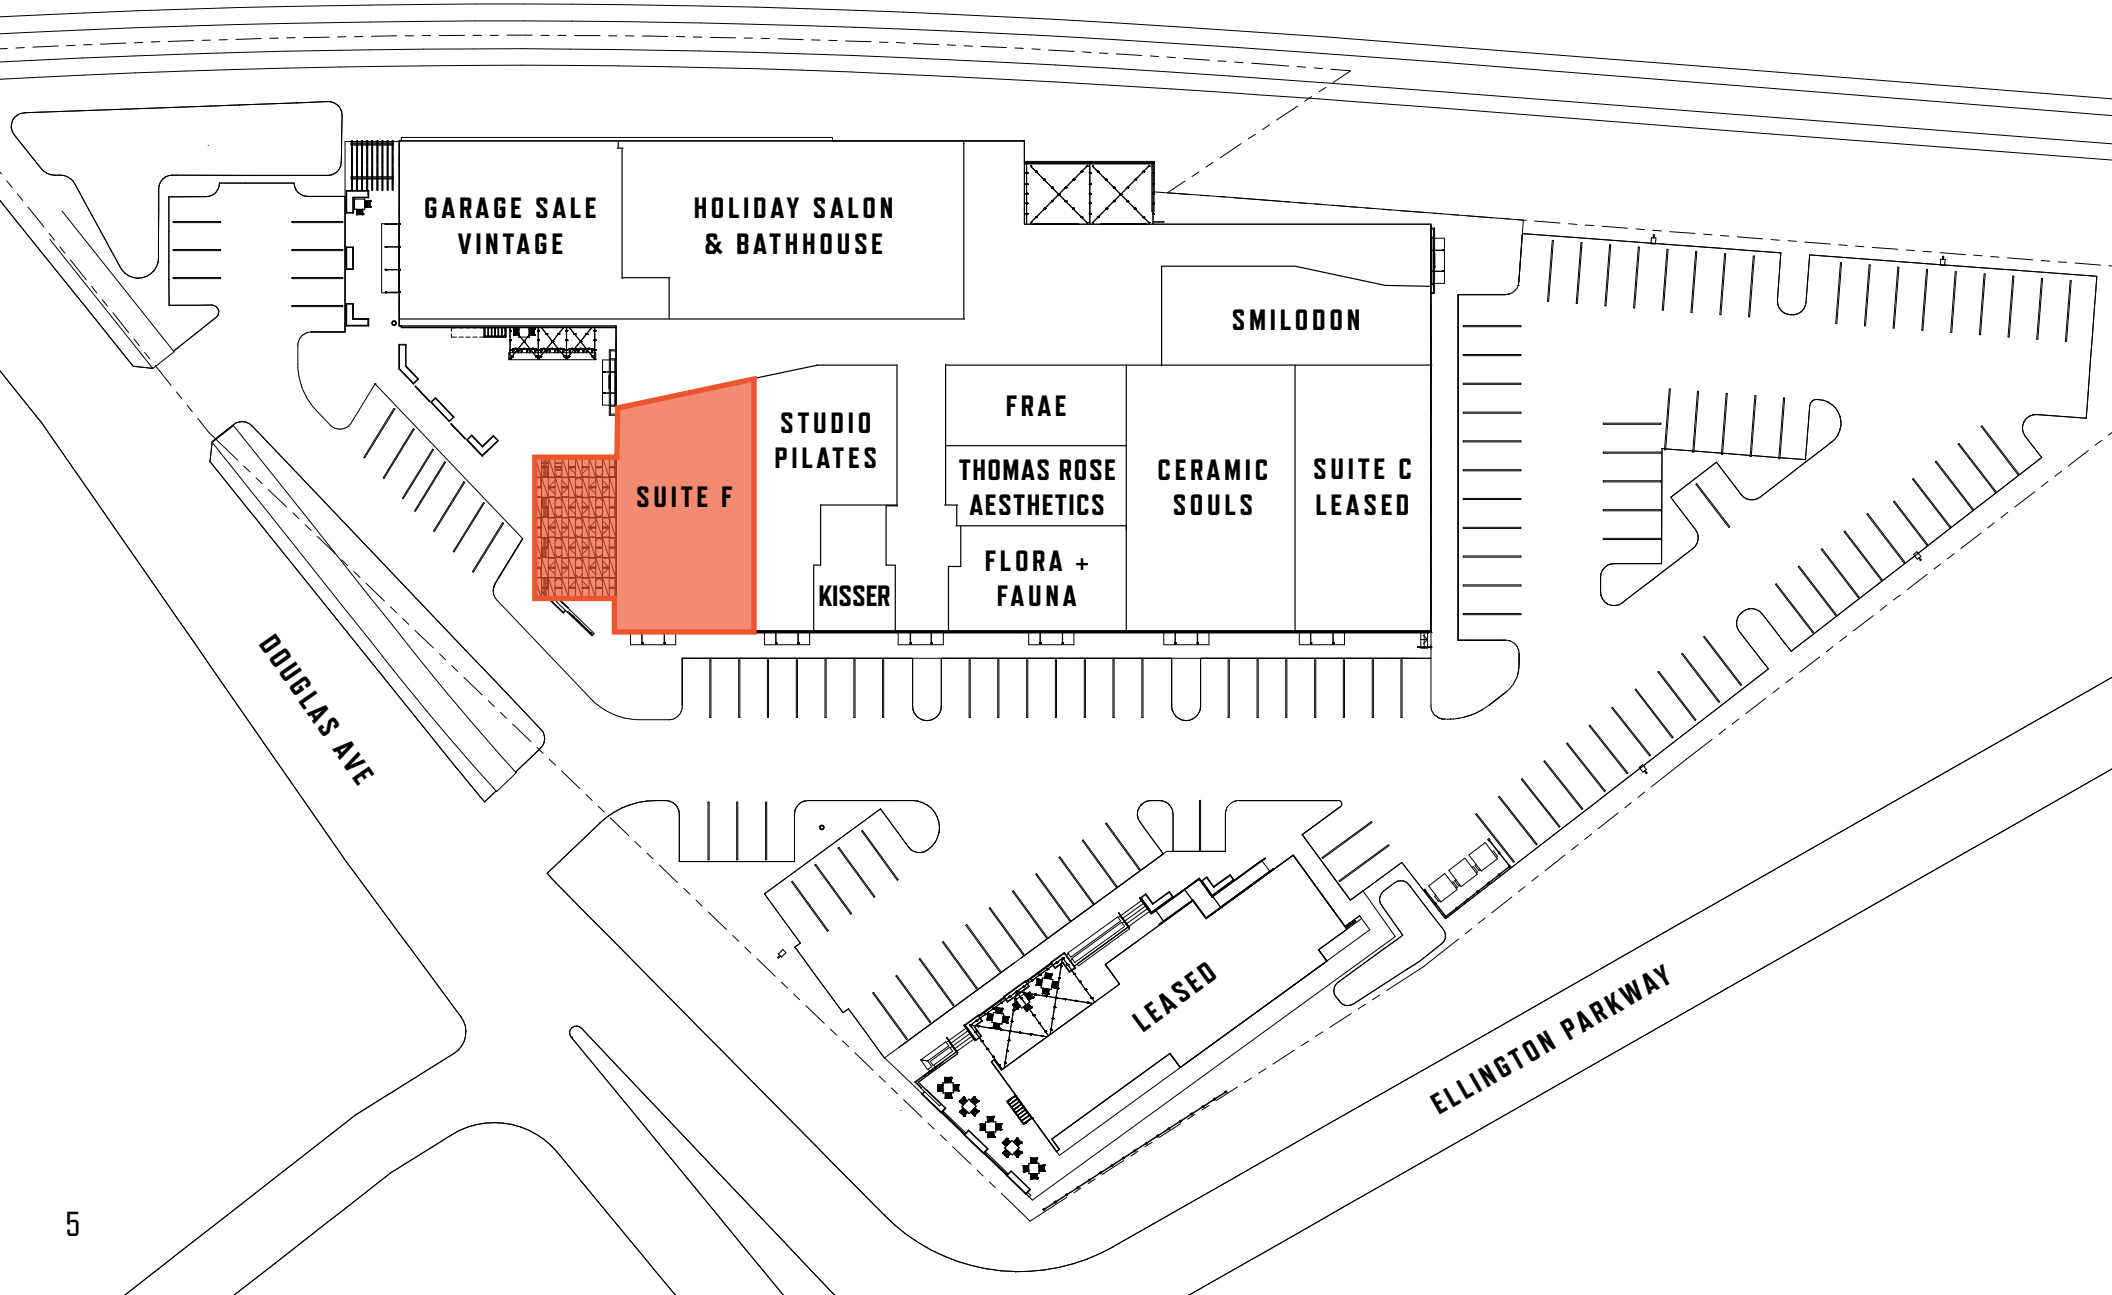 GARAGE SALE
VINTAGE
HOLIDAY SALON
& BATHHOUSE
SMILODON
STUDIO
PILATES
FRAE
THOMAS ROSE
AESTHETICS
CERAMIC
SOULS
SUITE C
LEASED
SUITE F
FLORA +
FAUNA
KISSER
DOUGLAS AVE
LEASED
ELLINGTON PARKWAY
5